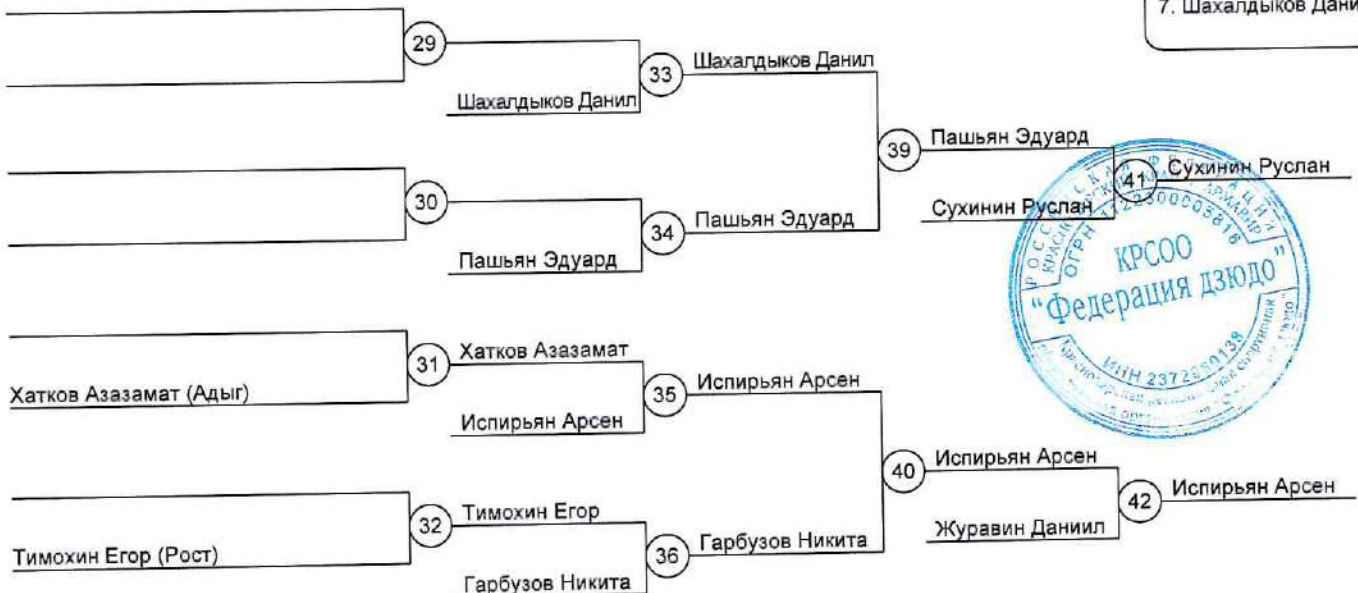 7. Шахалдыков Дани
29
33
Шахалдыков Данил
Шахалдыков Данил
39
Пашьян Эдуард
41
Сухинин Руслан
Сухинин Руслан
30
34
Пашьян Эдуард
Пашьян Эдуард
КРСОО
"Федерация дзюдо"
31
Хатков Азазамат
Хатков Азазамат (Адыг)
35
Испирьян Арсен
Испирьян Арсен
40
Испирьян Арсен
42
Испирьян Арсен
Журавин Даниил
32
Тимохин Егор
Тимохин Егор (Рост)
36
Гарбузов Никита
Гарбузов Никита